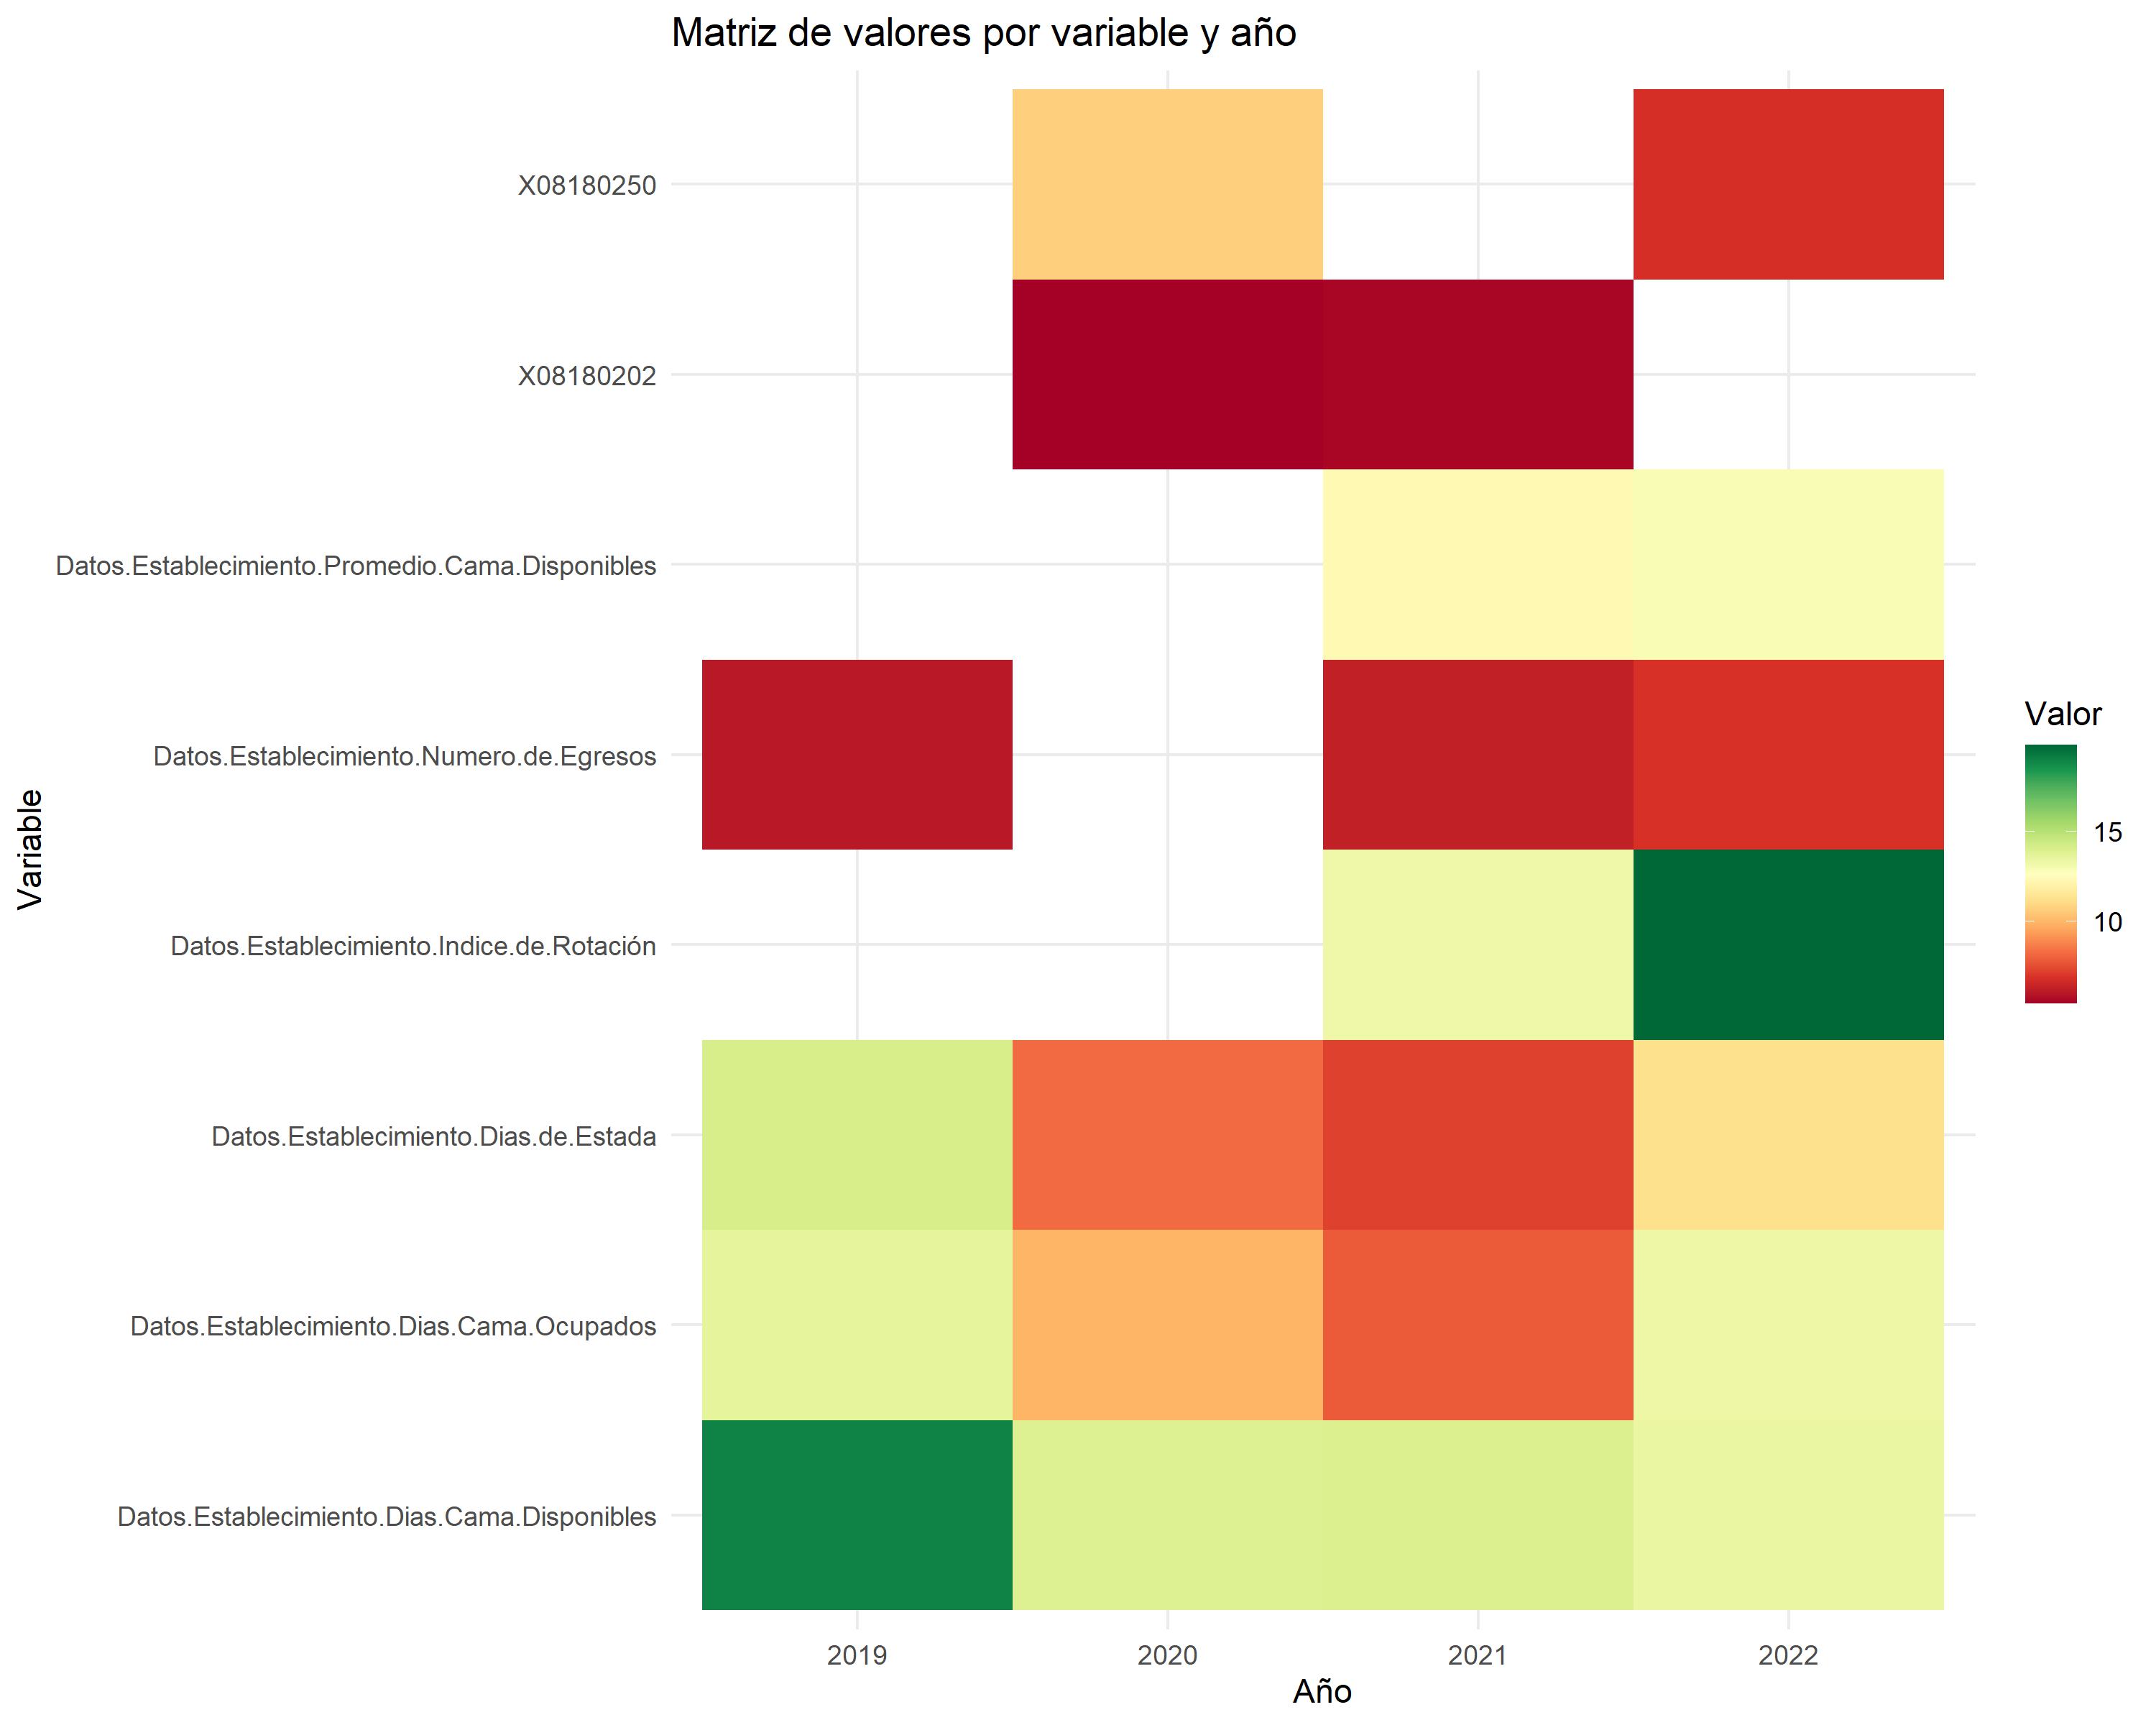 Matriz de valores por variable y año
X08180250
X08180202
Datos.Establecimiento.Promedio.Cama.Disponibles
Datos.Establecimiento.Numero.de.Egresos
Datos.Establecimiento.Indice.de.Rotación
Datos.Establecimiento.Dias.de.Estada
Datos.Establecimiento.Dias.Cama.Ocupados
Datos.Establecimiento.Dias.Cama.Disponibles
Variable
2019 2020 2021 2022
Año
Valor
15
10